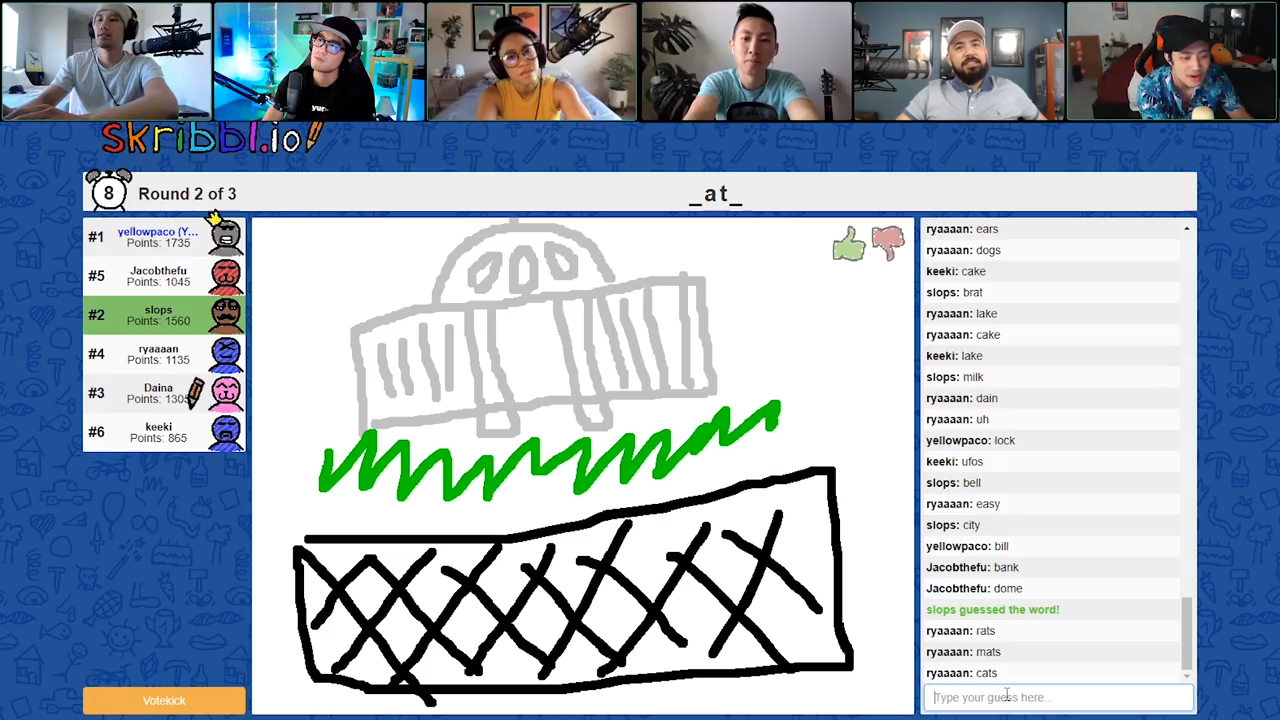 skribbl.io
8
Round 2 of 3
_at_
#1
yellowpaco (Y...
Points: 1735
#5
Jacobthefu
Points: 1045
#2
slops
Points: 1560
#4
ryaaaan
Points: 1135
#3
Daina
Points: 1305
#6
keeki
Points: 865
Votekick
ryaaaan: ears
ryaaaan: dogs
keeki: cake
slops: brat
ryaaaan: lake
ryaaaan: cake
keeki: lake
slops: milk
ryaaaan: dain
ryaaaan: uh
yellowpaco: lock
keeki: ufos
slops: bell
ryaaaan: easy
slops: city
yellowpaco: bill
Jacobthefu: bank
Jacobthefu: dome
slops guessed the word!
ryaaaan: rats
ryaaaan: mats
ryaaaan: cats
Type your guess here...